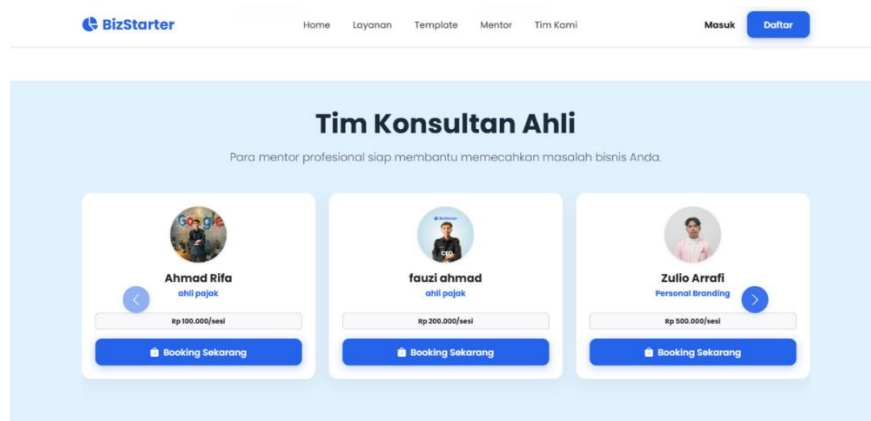 BizStarter
Home Layanan Template Mentor Tim Kami
Masuk Daftar
Tim Konsultan Ahli
Para mentor profesional siap membantu memecahkan masalah bisnis Anda.
Google
Ahmad Rifa
ahli pajak
Rp 100.000/sesi
Booking Sekarang
BizStarter
CEO
fauzi ahmad
ahli pajak
Rp 200.000/sesi
Booking Sekarang
Zulio Arrafi
Personal Branding
Rp 500.000/sesi
Booking Sekarang